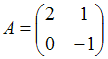 A = ( 2 1
0 -1 )